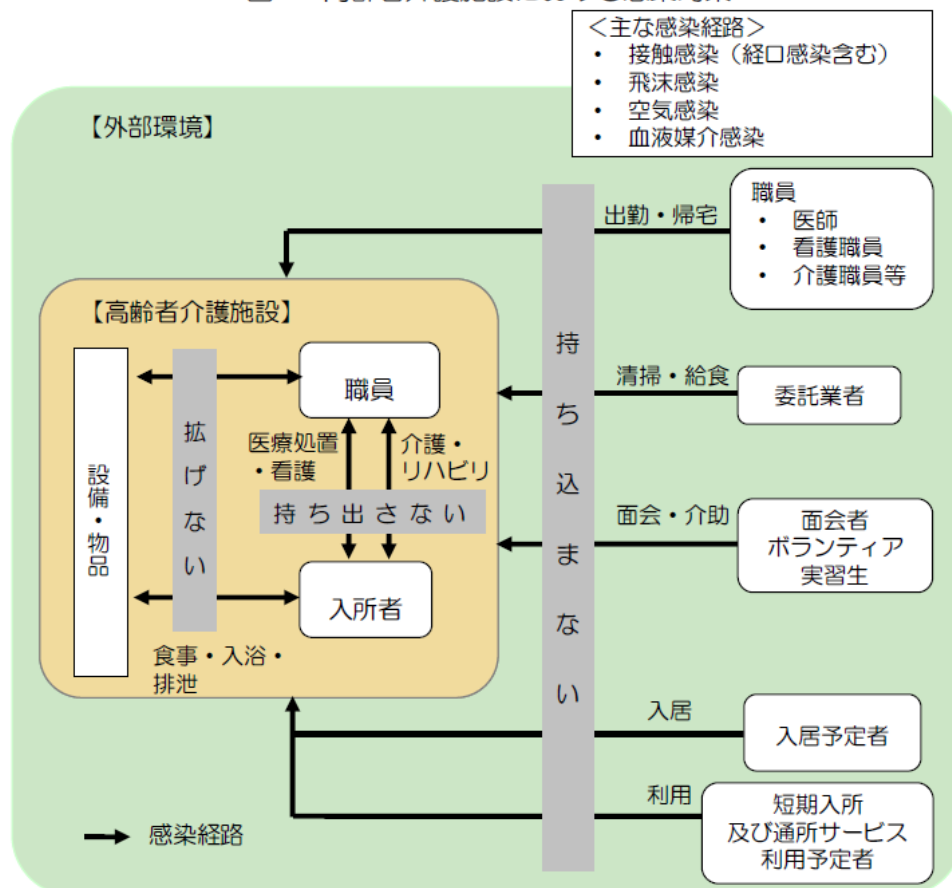 ＜主な感染経路＞
・ 接触感染（経口感染含む）
・ 飛沫感染
・ 空気感染
・ 血液媒介感染
【外部環境】
職員
・ 医師
・ 看護職員
・ 介護職員等
出勤・帰宅
【高齢者介護施設】
持ち込まない
清掃・給食
委託業者
職員
拡げない
医療処置
・看護
介護・
リハビリ
設備・物品
持ち出さない
面会・介助
面会者
ボランティア
実習生
入所者
食事・入浴・
排泄
入居
入居予定者
利用
短期入所
及び通所サービス
利用予定者
感染経路